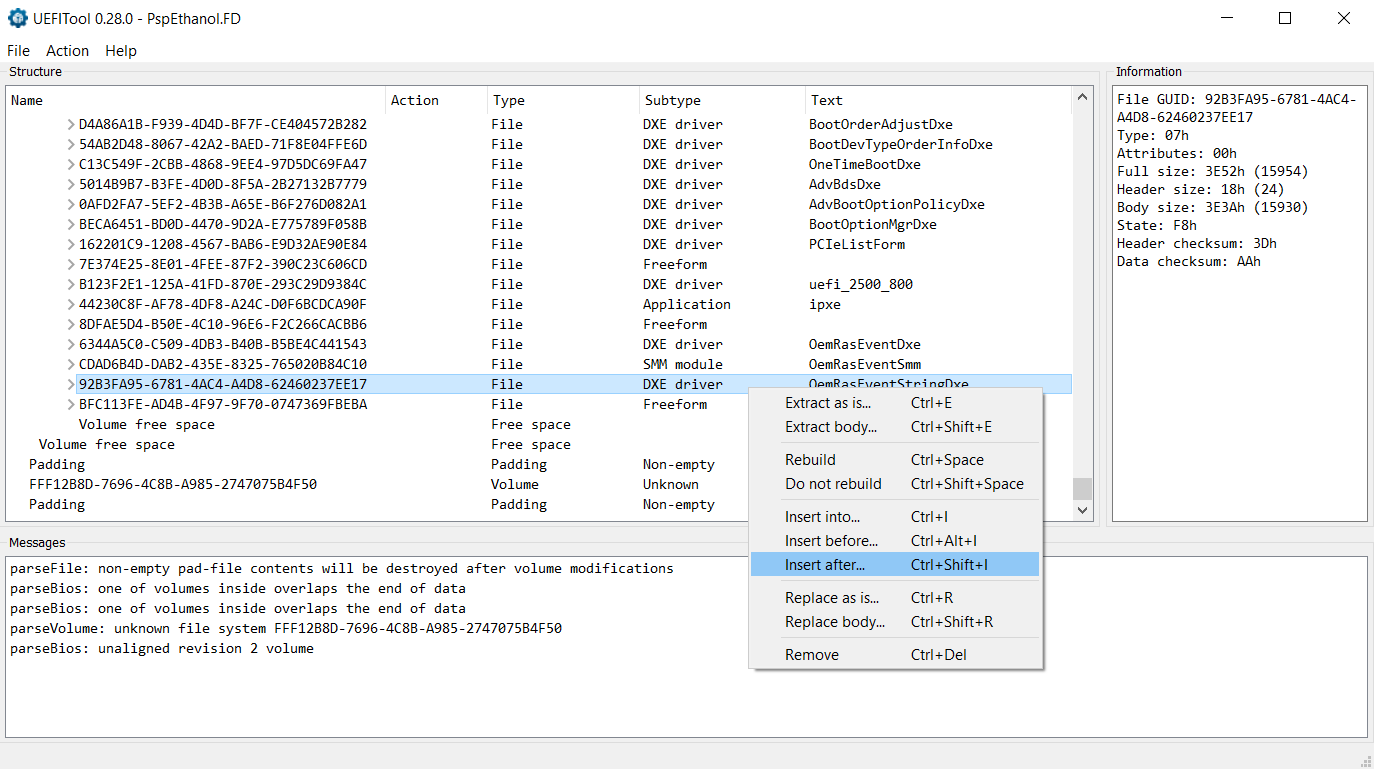 UEFITool 0.28.0 - PspEthanol.FD
File Action Help
Structure
Name Action Type Subtype Text
D4A86A1B-F939-4D4D-BF7F-CE404572B282 File DXE driver BootOrderAdjustDxe
54AB2D48-8067-42A2-BAED-71F8E04FFE6D File DXE driver BootDevTypeOrderInfoDxe
C13C549F-2CBB-4868-9EE4-97D5DC69FA47 File DXE driver OneTimeBootDxe
5014B9B7-B3FE-4D0D-8F5A-2B27132B7779 File DXE driver AdvBdsDxe
0AFD2FA7-5EF2-4B3B-A65E-B6F276D082A1 File DXE driver AdvBootOptionPolicyDxe
BECA6451-BD0D-4470-9D2A-E775789F058B File DXE driver BootOptionMgrDxe
162201C9-1208-4567-BAB6-E9D32AE90E84 File DXE driver PCIeListForm
7E374E25-8E01-4FEE-87F2-390C23C606CD File Freeform
B123F2E1-125A-41FD-870E-293C29D9384C File DXE driver uefi_2500_800
44230C8F-AF78-4DF8-A24C-D0F6BCDCA90F File Application ipxe
8DFAE5D4-B50E-4C10-96E6-F2C266CACBB6 File Freeform
6344A5C0-C509-4DB3-B40B-B5BE4C441543 File DXE driver OemRasEventDxe
CDAD6B4D-DAB2-435E-8325-765020B84C10 File SMM module OemRasEventSmm
92B3FA95-6781-4AC4-A4D8-62460237EE17 File DXE driver OemRasEventStringDxe
BFC113FE-AD4B-4F97-9F70-0747369FBEBA File Freeform
Volume free space Free space
Volume free space Free space
Padding Padding Non-empty
FFF12B8D-7696-4C8B-A985-2747075B4F50 Volume Unknown
Padding Padding Non-empty
Extract as is... Ctrl+E
Extract body... Ctrl+Shift+E
Rebuild Ctrl+Space
Do not rebuild Ctrl+Shift+Space
Insert into... Ctrl+I
Insert before... Ctrl+Alt+I
Insert after... Ctrl+Shift+I
Replace as is... Ctrl+R
Replace body... Ctrl+Shift+R
Remove Ctrl+Del
Information
File GUID: 92B3FA95-6781-4AC4-
A4D8-62460237EE17
Type: 07h
Attributes: 00h
Full size: 3E52h (15954)
Header size: 18h (24)
Body size: 3E3Ah (15930)
State: F8h
Header checksum: 3Dh
Data checksum: AAh
Messages
parseFile: non-empty pad-file contents will be destroyed after volume modifications
parseBios: one of volumes inside overlaps the end of data
parseBios: one of volumes inside overlaps the end of data
parseVolume: unknown file system FFF12B8D-7696-4C8B-A985-2747075B4F50
parseBios: unaligned revision 2 volume